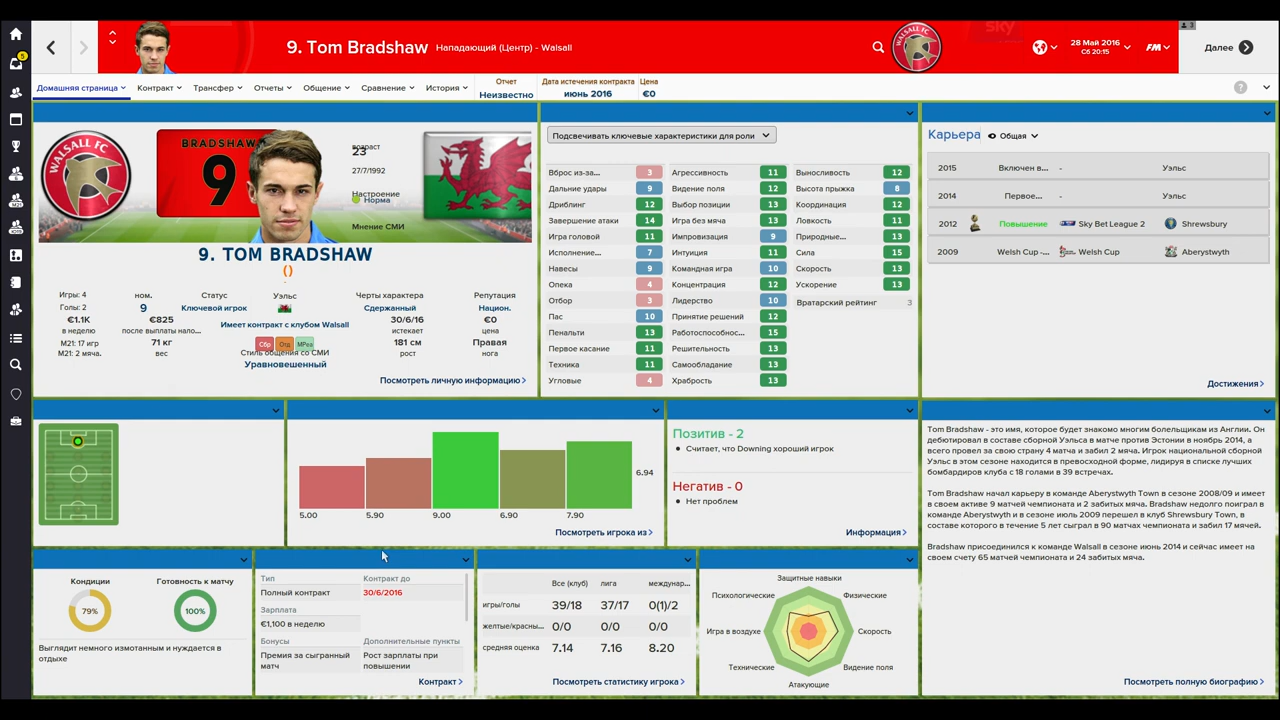 9. Tom Bradshaw
Нападающий (Центр) - Walsall
WALSALL FC
sky
3
28 Май 2016
Сб 20:15
FM
Далее
5
Домашняя страница
Контракт
Трансфер
Отчеты
Общение
Сравнение
История
Отчет
Неизвестно
Дата истечения контракта
июнь 2016
Цена
€0
?
WALSALL FC
BRADSHAW
9
возраст
23
27/7/1992
Настроение
Норма
Мнение СМИ
9. TOM BRADSHAW
()
-
Игры: 4
Голы: 2
ном.
9
Статус
Ключевой игрок
Уэльс
Черты характера
Сдержанный
Репутация
Национ.
€1.1K
в неделю
€825
после выплаты нало...
Имеет контракт с клубом Walsall
30/6/16
истекает
€0
цена
M21: 17 игр
M21: 2 мяча.
71 кг
вес
Сбр
Отд
МРеа
Стиль общения со СМИ
Уравновешенный
181 см
рост
Правая
нога
Посмотреть личную информацию
Подсвечивать ключевые характеристики для роли
Вброс из-за... 3
Дальние удары 9
Дриблинг 12
Завершение атаки 14
Игра головой 11
Исполнение... 7
Навесы 9
Опека 4
Отбор 3
Пас 10
Пенальти 13
Первое касание 11
Техника 11
Угловые 4
Агрессивность 11
Видение поля 12
Выбор позиции 13
Игра без мяча 13
Импровизация 9
Интуиция 11
Командная игра 10
Концентрация 12
Лидерство 10
Принятие решений 12
Работоспособнос... 15
Решительность 13
Самообладание 13
Храбрость 13
Выносливость 12
Высота прыжка 8
Координация 12
Ловкость 11
Природные... 13
Сила 15
Скорость 13
Ускорение 13
Вратарский рейтинг 3
Карьера
Общая
2015 Включен в... - Уэльс
2014 Первое... - Уэльс
2012 Повышение Sky Bet League 2 Shrewsbury
2009 Welsh Cup -... Welsh Cup Aberystwyth
Достижения
5.00
5.90
9.00
6.90
7.90
6.94
Посмотреть игрока из
Позитив - 2
Считает, что Downing хороший игрок
Негатив - 0
Нет проблем
Информация
Tom Bradshaw - это имя, которое будет знакомо многим болельщикам из Англии. Он
дебютировал в составе сборной Уэльса в матче против Эстонии в ноябрь 2014, а
всего провел за свою страну 4 матча и забил 2 мяча. Игрок национальной сборной
Уэльс в этом сезоне находится в превосходной форме, лидируя в списке лучших
бомбардиров клуба с 18 голами в 39 встречах.
Tom Bradshaw начал карьеру в команде Aberystwyth Town в сезоне 2008/09 и имеет
в своем активе 9 матчей чемпионата и 2 забитых мяча. Bradshaw недолго поиграл в
команде Aberystwyth и в сезоне июль 2009 перешел в клуб Shrewsbury Town, в
составе которого в течение 5 лет сыграл в 90 матчах чемпионата и забил 17 мячей.
Bradshaw присоединился к команде Walsall в сезоне июнь 2014 и сейчас имеет на
своем счету 65 матчей чемпионата и 24 забитых мяча.
Посмотреть полную биографию
Кондиции
79%
Готовность к матчу
100%
Выглядит немного измотанным и нуждается в
отдыхе
Тип
Полный контракт
Контракт до
30/6/2016
Зарплата
€1,100 в неделю
Бонусы
Премия за сыгранный
матч
Дополнительные пункты
Рост зарплаты при
повышении
Контракт
Все (клуб) лига междунар...
игры/голы 39/18 37/17 0(1)/2
желтые/красны... 0/0 0/0 0/0
средняя оценка 7.14 7.16 8.20
Посмотреть статистику игрока
Защитные навыки
Психологические
Физические
Игра в воздухе
Скорость
Технические
Видение поля
Атакующие